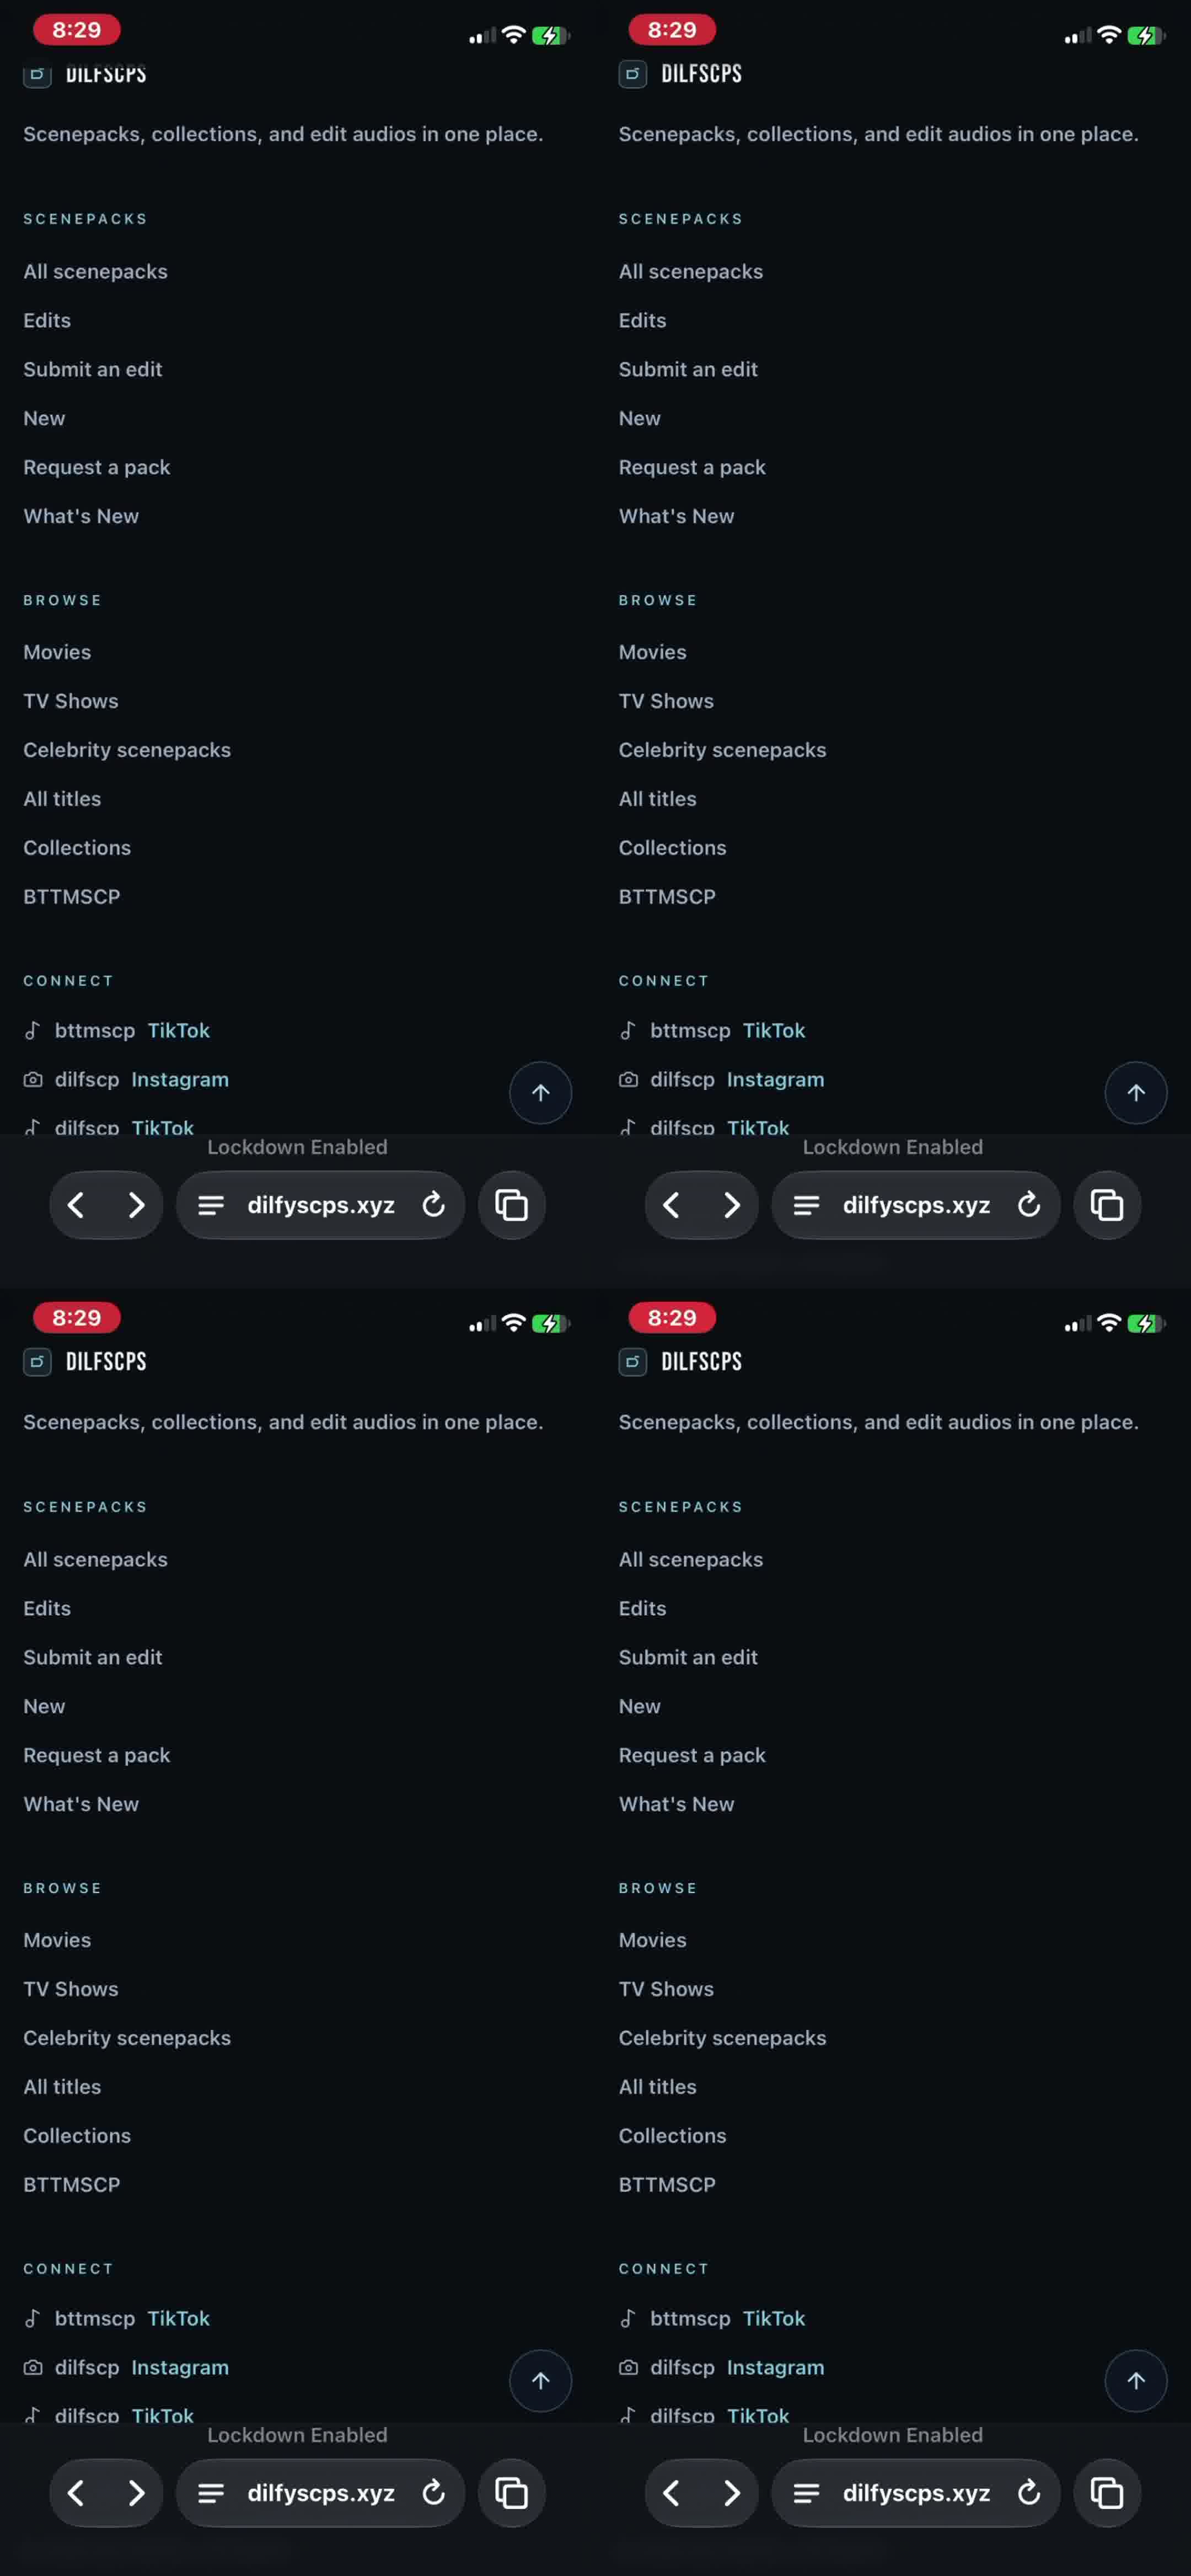 8:29
DILFSCPS
Scenepacks, collections, and edit audios in one place.
SCENEPACKS
All scenepacks
Edits
Submit an edit
New
Request a pack
What's New
BROWSE
Movies
TV Shows
Celebrity scenepacks
All titles
Collections
BTTMSCP
CONNECT
bttmscp TikTok
dilfscp Instagram
dilfscp TikTok
Lockdown Enabled
dilfyscps.xyz
8:29
DILFSCPS
Scenepacks, collections, and edit audios in one place.
SCENEPACKS
All scenepacks
Edits
Submit an edit
New
Request a pack
What's New
BROWSE
Movies
TV Shows
Celebrity scenepacks
All titles
Collections
BTTMSCP
CONNECT
bttmscp TikTok
dilfscp Instagram
dilfscp TikTok
Lockdown Enabled
dilfyscps.xyz
8:29
DILFSCPS
Scenepacks, collections, and edit audios in one place.
SCENEPACKS
All scenepacks
Edits
Submit an edit
New
Request a pack
What's New
BROWSE
Movies
TV Shows
Celebrity scenepacks
All titles
Collections
BTTMSCP
CONNECT
bttmscp TikTok
dilfscp Instagram
dilfscp TikTok
Lockdown Enabled
dilfyscps.xyz
8:29
DILFSCPS
Scenepacks, collections, and edit audios in one place.
SCENEPACKS
All scenepacks
Edits
Submit an edit
New
Request a pack
What's New
BROWSE
Movies
TV Shows
Celebrity scenepacks
All titles
Collections
BTTMSCP
CONNECT
bttmscp TikTok
dilfscp Instagram
dilfscp TikTok
Lockdown Enabled
dilfyscps.xyz